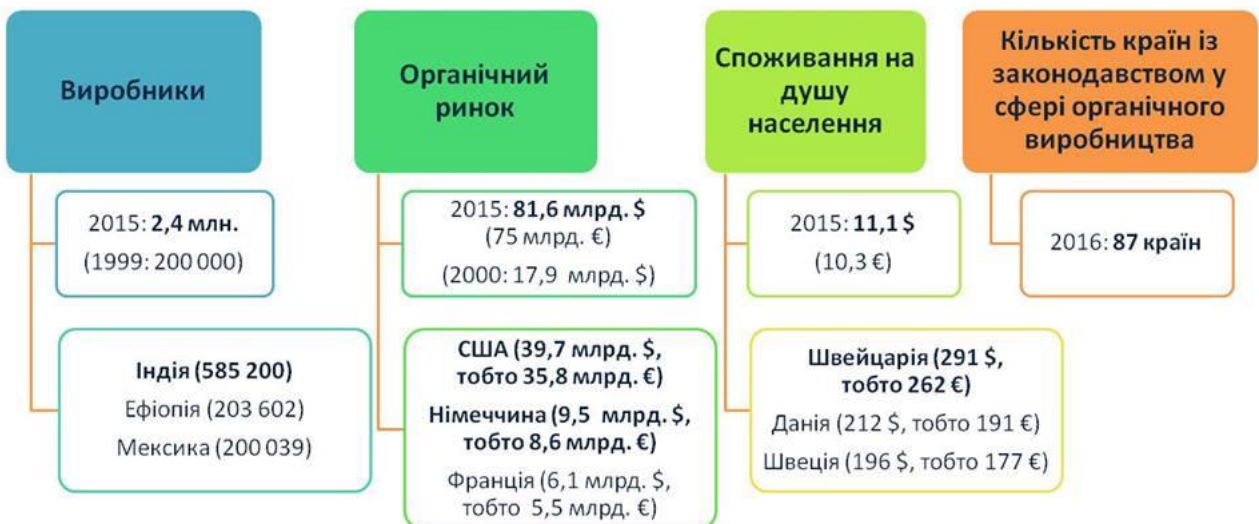 Виробники
2015: 2,4 млн.
(1999: 200 000)
Індія (585 200)
Ефіопія (203 602)
Мексика (200 039)
Органічний
ринок
2015: 81,6 млрд. $
(75 млрд. €)
(2000: 17,9 млрд. $)
США (39,7 млрд. $,
тобто 35,8 млрд. €)
Німеччина (9,5 млрд. $,
тобто 8,6 млрд. €)
Франція (6,1 млрд. $,
тобто 5,5 млрд. €)
Споживання на
душу
населення
2015: 11,1 $
(10,3 €)
Швейцарія (291 $,
тобто 262 €)
Данія (212 $, тобто 191 €)
Швеція (196 $, тобто 177 €)
Кількість країн із
законодавством у
сфері органічного
виробництва
2016: 87 країн